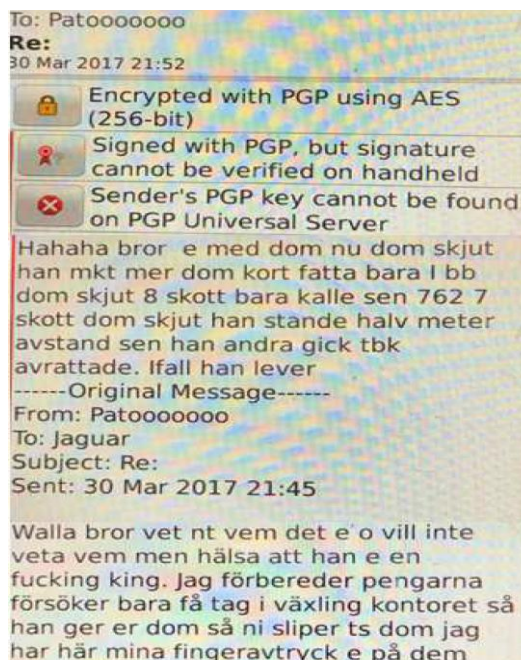 To: Patooooooo
Re:
30 Mar 2017 21:52
Encrypted with PGP using AES
(256-bit)
Signed with PGP, but signature
cannot be verified on handheld
Sender's PGP key cannot be found
on PGP Universal Server
Hahaha bror e med dom nu dom skjut
han mkt mer dom kort fatta bara I bb
dom skjut 8 skott bara kalle sen 762 7
skott dom skjut han stande halv meter
avstand sen han andra gick tbk
avrattade. Ifall han lever
------Original Message------
From: Patooooooo
To: Jaguar
Subject: Re:
Sent: 30 Mar 2017 21:45
Walla bror vet nt vem det e o vill inte
veta vem men hälsa att han e en
fucking king. Jag förbereder pengarna
försöker bara få tag i växling kontoret så
han ger er dom så ni sliper ts dom jag
har här mina fingeravtryck e på dem